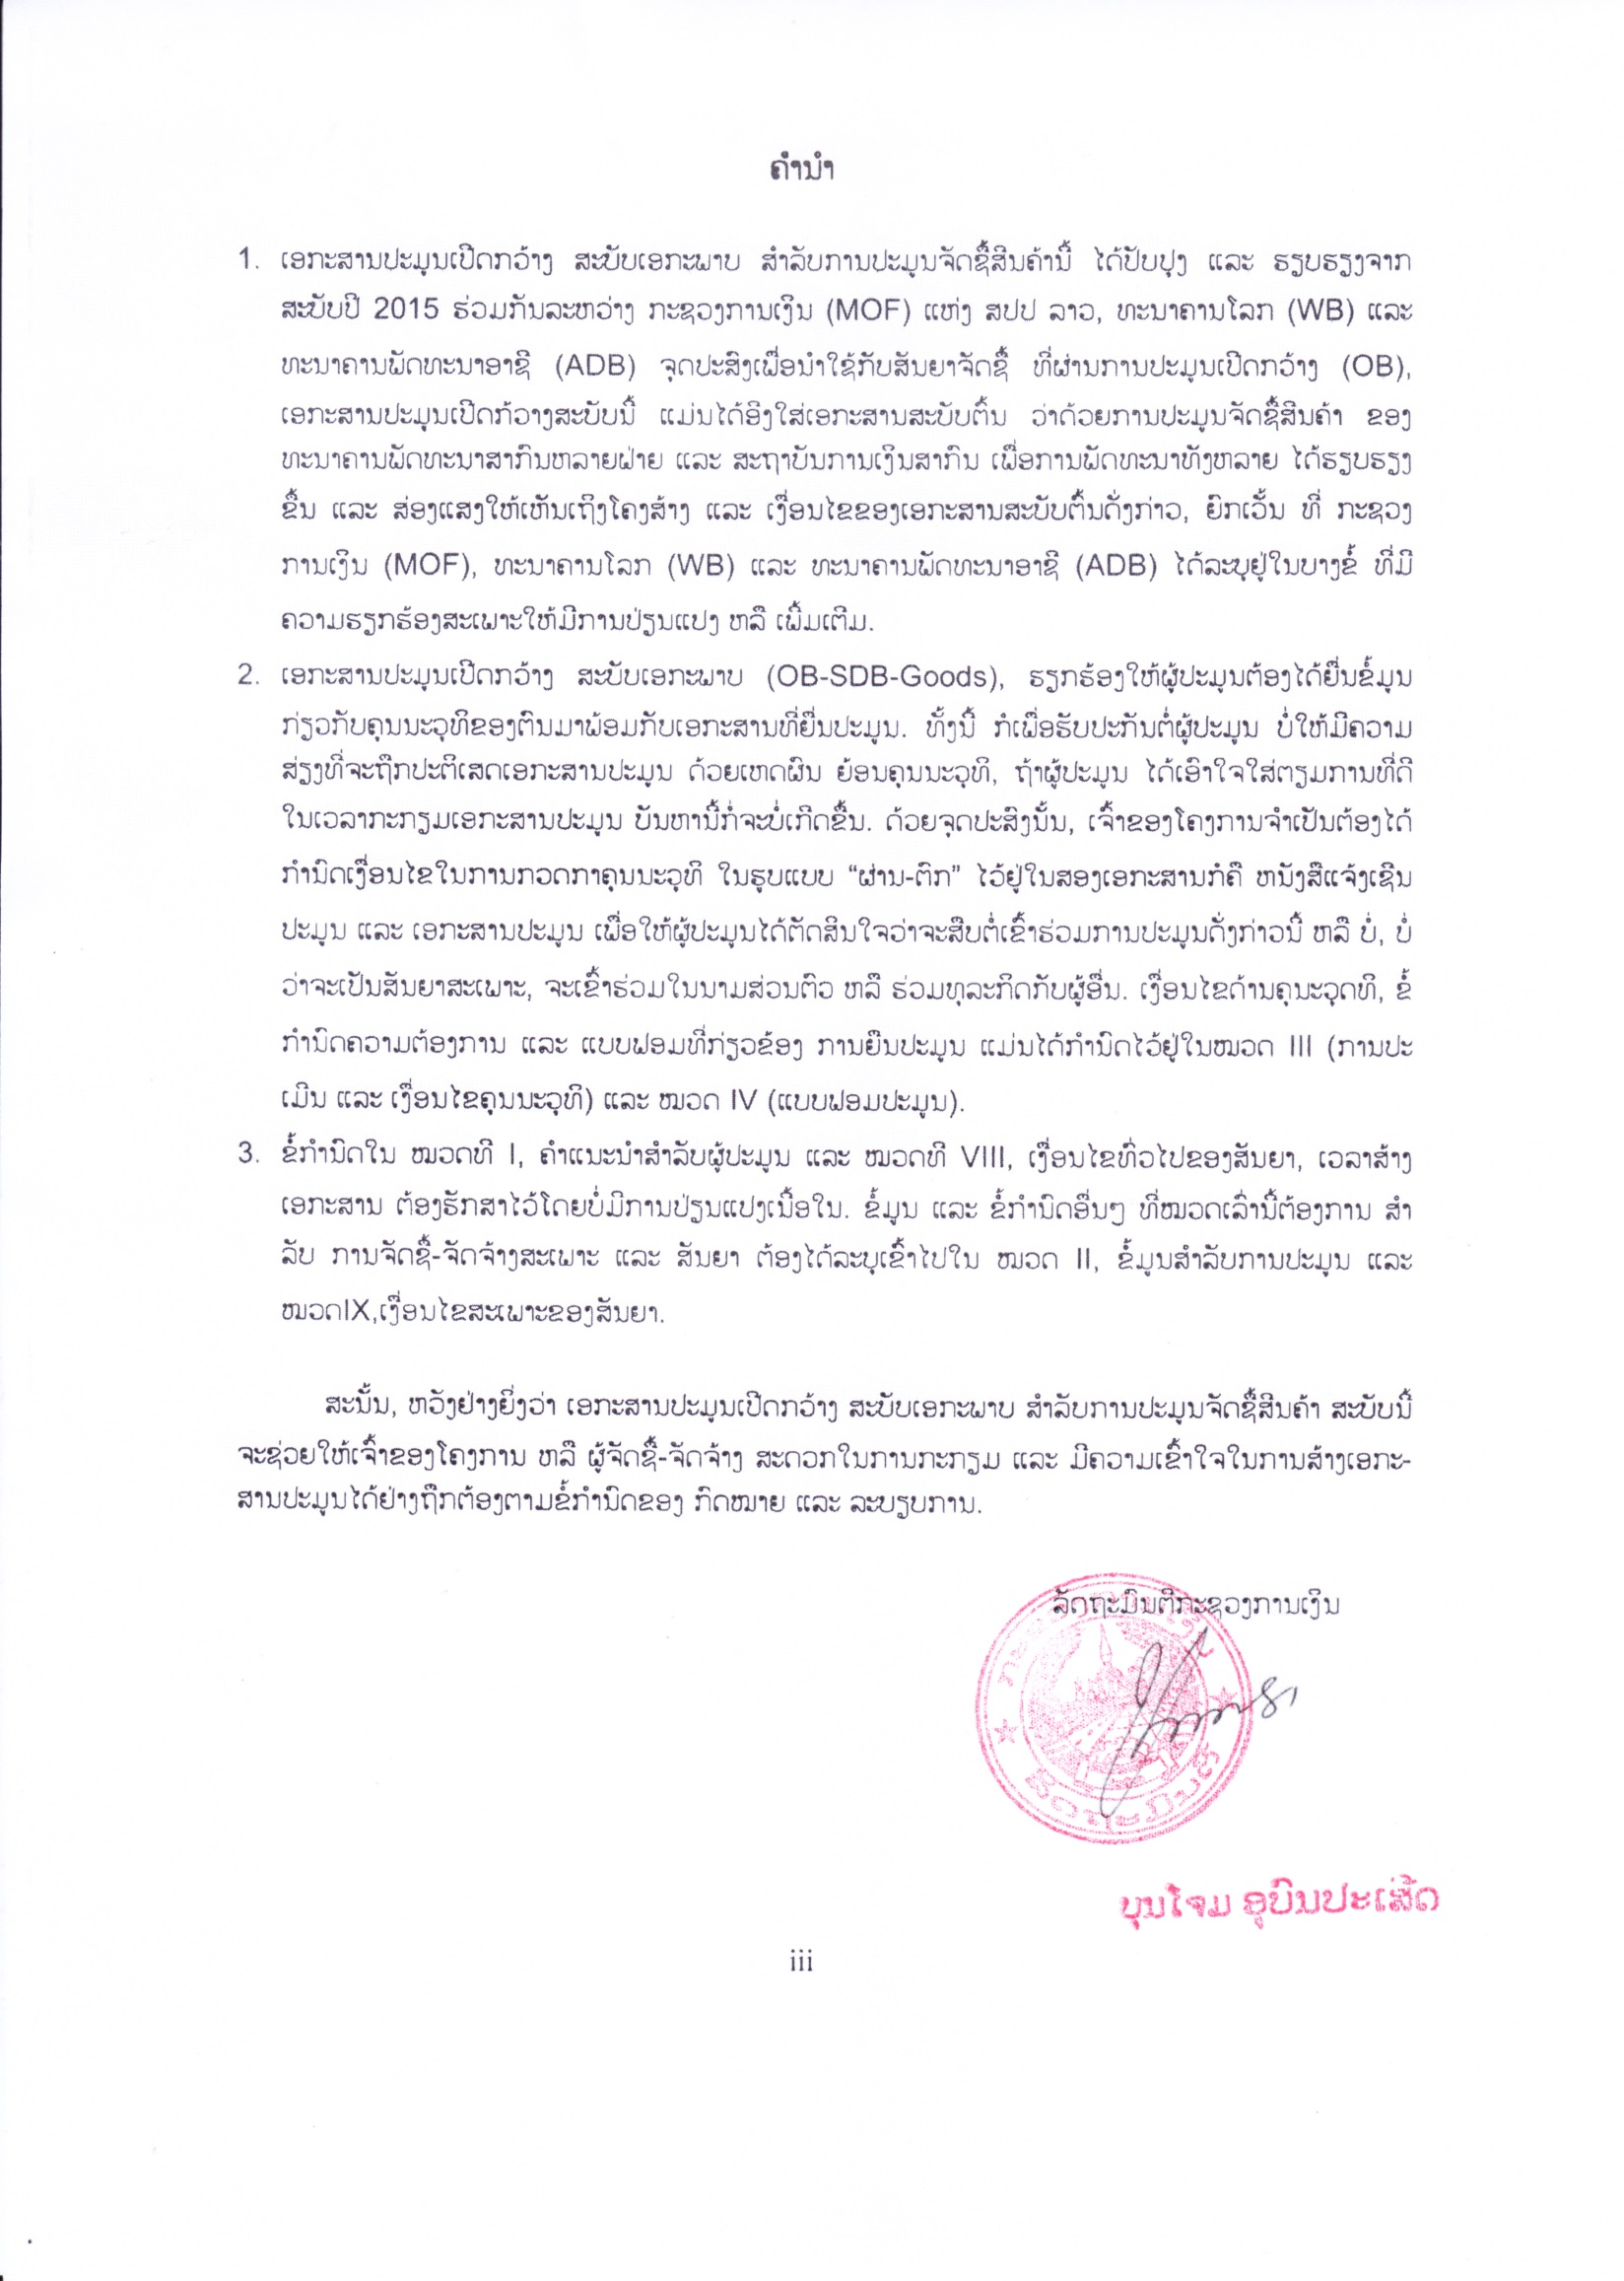 ຄໍານໍາ
1. ເອກະສານປະມູນເປີດກວ້າງ ສະບັບເອກະພາບ ສໍາລັບການປະມູນຈັດຊື້ສິນຄ້ານີ້ ໄດ້ປັບປຸງ ແລະ ຮຽບຮຽງຈາກ
ສະບັບປີ 2015 ຮ່ວມກັນລະຫວ່າງ ກະຊວງການເງິນ (MOF) ແຫ່ງ ສປປ ລາວ, ທະນາຄານໂລກ (WB) ແລະ
ທະນາຄານພັດທະນາອາຊີ (ADB) ຈຸດປະສົງເພື່ອນໍາໃຊ້ກັບສັນຍາຈັດຊື້ ທີ່ຜ່ານການປະມູນເປີດກວ້າງ (OB),
ເອກະສານປະມູນເປີດກ້ວາງສະບັບນີ້ ແມ່ນໄດ້ອີງໃສ່ເອກະສານສະບັບຕົ້ນ ວ່າດ້ວຍການປະມູນຈັດຊື້ສິນຄ້າ ຂອງ
ທະນາຄານພັດທະນາສາກົນຫລາຍຝ່າຍ ແລະ ສະຖາບັນການເງິນສາກົນ ເພື່ອການພັດທະນາທັງຫລາຍ ໄດ້ຮຽບຮຽງ
ຂື້ນ ແລະ ສ່ອງແສງໃຫ້ເຫັນເຖິງໂຄງສ້າງ ແລະ ເງື່ອນໄຂຂອງເອກະສານສະບັບຕົ້ນດັ່ງກ່າວ, ຍົກເວັ້ນ ທີ່ ກະຊວງ
ການເງິນ (MOF), ທະນາຄານໂລກ (WB) ແລະ ທະນາຄານພັດທະນາອາຊີ (ADB) ໄດ້ລະບຸຢູ່ໃນບາງຂໍ້ ທີ່ມີ
ຄວາມຮຽກຮ້ອງສະເພາະໃຫ້ມີການປ່ຽນແປງ ຫລື ເພີ້ມເຕີມ.
2. ເອກະສານປະມູນເປີດກວ້າງ ສະບັບເອກະພາບ (OB-SDB-Goods), ຮຽກຮ້ອງໃຫ້ຜູ້ປະມູນຕ້ອງໄດ້ຍື່ນຂໍ້ມູນ
ກ່ຽວກັບຄຸນນະວຸທິຂອງຕົນມາພ້ອມກັບເອກະສານທີ່ຍື່ນປະມູນ. ທັ້ງນີ້ ກໍເພື່ອຮັບປະກັນຕໍ່ຜູ້ປະມູນ ບໍ່ໃຫ້ມີຄວາມ
ສ່ຽງທີ່ຈະຖືກປະຕິເສດເອກະສານປະມູນ ດ້ວຍເຫດຜົນ ຍ້ອນຄຸນນະວຸທິ, ຖ້າຜູ້ປະມູນ ໄດ້ເອົາໃຈໃສ່ຕຽມການທີ່ດີ
ໃນເວລາກະກຽມເອກະສານປະມູນ ບັນຫານີ້ກໍ່ຈະບໍ່ເກີດຂື້ນ. ດ້ວຍຈຸດປະສົງນັ້ນ, ເຈົ້າຂອງໂຄງການຈໍາເປັນຕ້ອງໄດ້
ກໍານົດເງື່ອນໄຂໃນການກວດກາຄຸນນະວຸທິ ໃນຮູບແບບ “ຜ່ານ-ຕົກ” ໄວ້ຢູ່ໃນສອງເອກະສານກໍຄື ຫນັງສືແຈ້ງເຊີນ
ປະມູນ ແລະ ເອກະສານປະມູນ ເພື່ອໃຫ້ຜູ້ປະມູນໄດ້ຕັດສິນໃຈວ່າຈະສືບຕໍ່ເຂົ້າຮ່ວມການປະມູນດັ່ງກ່າວນີ້ ຫລື ບໍ່, ບໍ່
ວ່າຈະເປັນສັນຍາສະເພາະ, ຈະເຂົ້າຮ່ວມໃນນາມສ່ວນຕົວ ຫລື ຮ່ວມທຸລະກິດກັບຜູ້ອື່ນ. ເງື່ອນໄຂດ້ານຄຸນະວຸດທິ, ຂໍ້
ກໍານົດຄວາມຕ້ອງການ ແລະ ແບບຟອມທີ່ກ່ຽວຂ້ອງ ການຍືນປະມູນ ແມ່ນໄດ້ກໍານົດໄວ້ຢູ່ໃນໝວດ III (ການປະ
ເມີນ ແລະ ເງື່ອນໄຂຄຸນນະວຸທິ) ແລະ ໝວດ IV (ແບບຟອມປະມູນ).
3. ຂໍ້ກໍານົດໃນ ໝວດທີ I, ຄໍາແນະນໍາສໍາລັບຜູ້ປະມູນ ແລະ ໝວດທີ VIII, ເງື່ອນໄຂທົ່ວໄປຂອງສັນຍາ, ເວລາສ້າງ
ເອກະສານ ຕ້ອງຮັກສາໄວ້ໂດຍບໍ່ມີການປ່ຽນແປງເນື້ອໃນ. ຂໍ້ມູນ ແລະ ຂໍ້ກໍານົດອື່ນໆ ທີ່ໝວດເລົ່ານີ້ຕ້ອງການ ສໍາ
ລັບ ການຈັດຊື້-ຈັດຈ້າງສະເພາະ ແລະ ສັນຍາ ຕ້ອງໄດ້ລະບຸເຂົ້າໄປໃນ ໝວດ II, ຂໍ້ມູນສໍາລັບການປະມູນ ແລະ
ໝວດIX,ເງື່ອນໄຂສະເພາະຂອງສັນຍາ.
ສະນັ້ນ, ຫວັງຢ່າງຍິ່ງວ່າ ເອກະສານປະມູນເປີດກວ້າງ ສະບັບເອກະພາບ ສໍາລັບການປະມູນຈັດຊື້ສິນຄ້າ ສະບັບນີ້
ຈະຊ່ວຍໃຫ້ເຈົ້າຂອງໂຄງການ ຫລື ຜູ້ຈັດຊື້-ຈັດຈ້າງ ສະດວກໃນການກະກຽມ ແລະ ມີຄວາມເຂົ້າໃຈໃນການສ້າງເອກະ-
ສານປະມູນໄດ້ຢ່າງຖືກຕ້ອງຕາມຂໍ້ກໍານົດຂອງ ກົດໝາຍ ແລະ ລະບຽບການ.
ລັດຖະມົນຕີກະຊວງການເງິນ
ກະຊວງການເງິນ
ລັດຖະມົນຕີ
ບຸນໂຈມ ອຸບົນປະເສີດ
iii